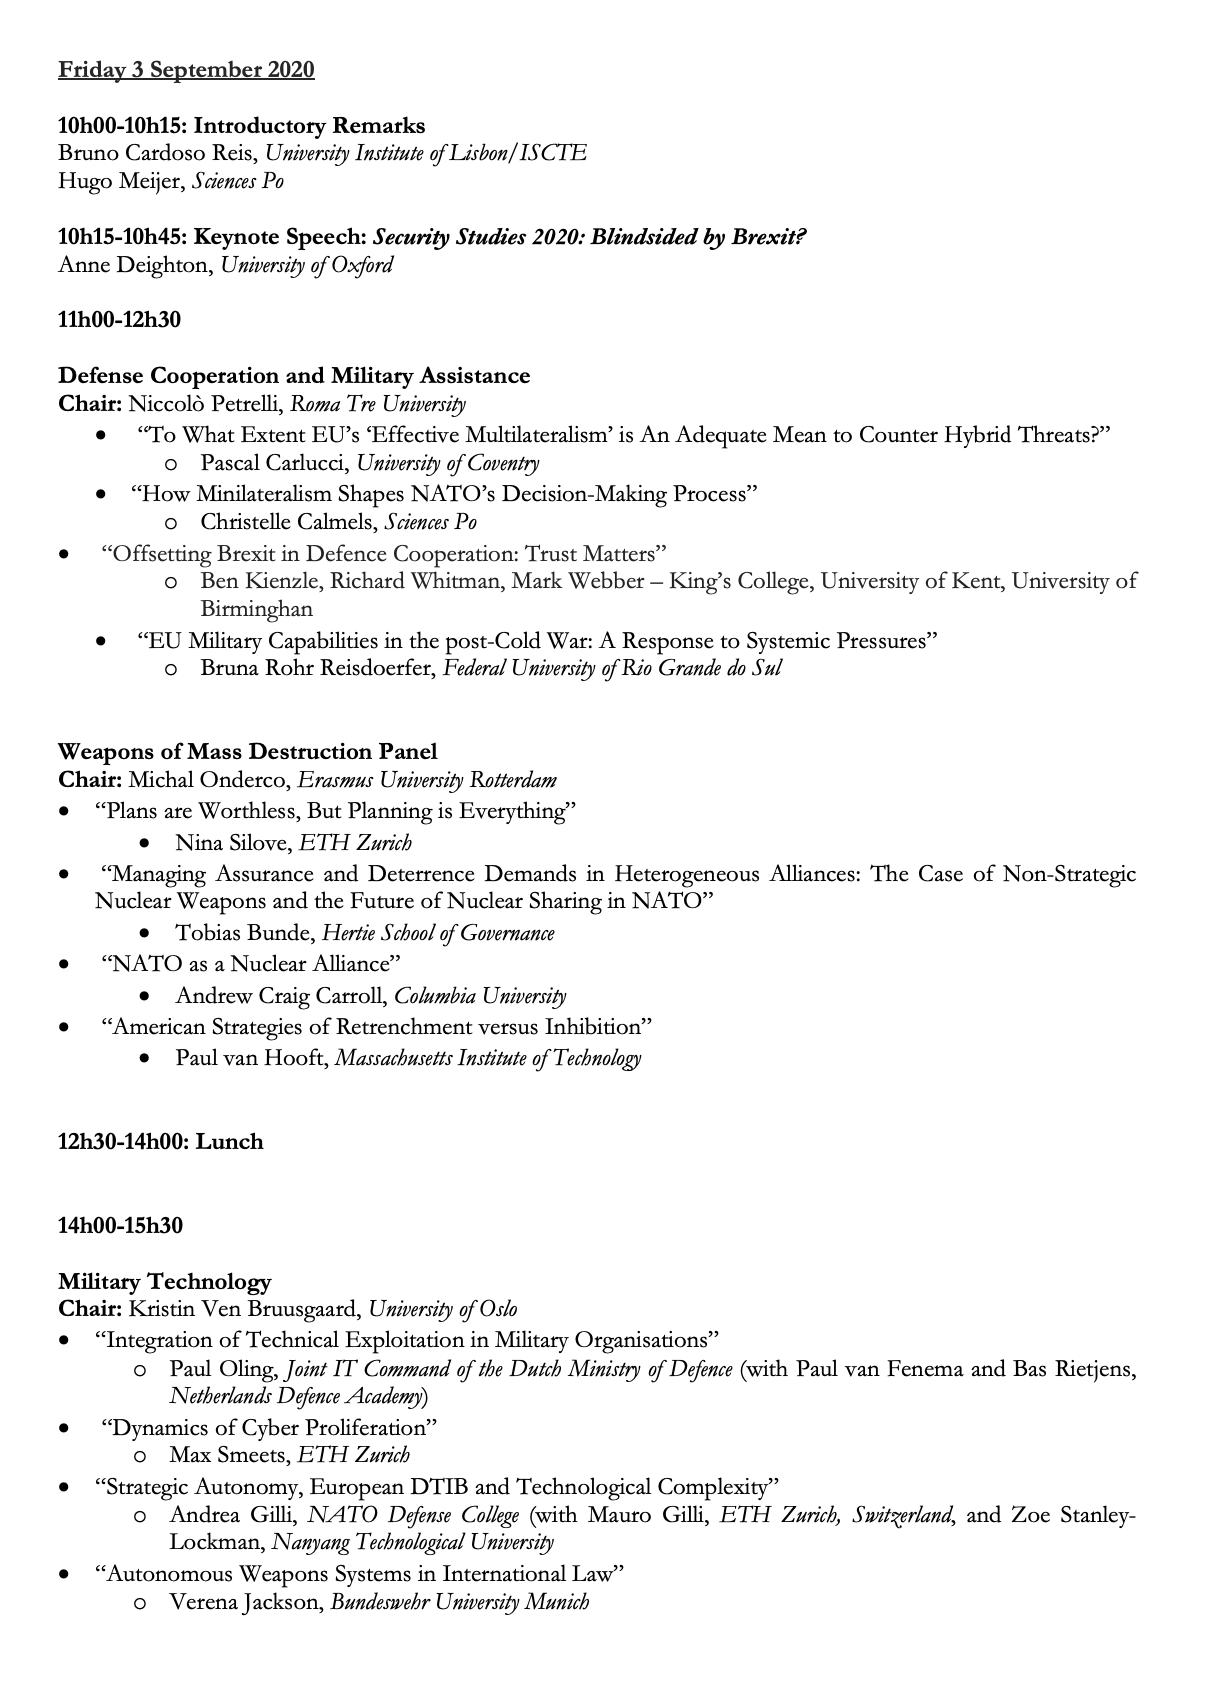 Friday 3 September 2020
10h00-10h15: Introductory Remarks
Bruno Cardoso Reis, University Institute of Lisbon/ISCTE
Hugo Meijer, Sciences Po
10h15-10h45: Keynote Speech: Security Studies 2020: Blindsided by Brexit?
Anne Deighton, University of Oxford
11h00-12h30
Defense Cooperation and Military Assistance
Chair: Niccolò Petrelli, Roma Tre University
• “To What Extent EU’s ‘Effective Multilateralism’ is An Adequate Mean to Counter Hybrid Threats?”
o Pascal Carlucci, University of Coventry
• “How Minilateralism Shapes NATO’s Decision-Making Process”
o Christelle Calmels, Sciences Po
• “Offsetting Brexit in Defence Cooperation: Trust Matters”
o Ben Kienzle, Richard Whitman, Mark Webber – King’s College, University of Kent, University of
Birminghan
• “EU Military Capabilities in the post-Cold War: A Response to Systemic Pressures”
o Bruna Rohr Reisdoerfer, Federal University of Rio Grande do Sul
Weapons of Mass Destruction Panel
Chair: Michal Onderco, Erasmus University Rotterdam
• “Plans are Worthless, But Planning is Everything”
• Nina Silove, ETH Zurich
• “Managing Assurance and Deterrence Demands in Heterogeneous Alliances: The Case of Non-Strategic
Nuclear Weapons and the Future of Nuclear Sharing in NATO”
• Tobias Bunde, Hertie School of Governance
• “NATO as a Nuclear Alliance”
• Andrew Craig Carroll, Columbia University
• “American Strategies of Retrenchment versus Inhibition”
• Paul van Hooft, Massachusetts Institute of Technology
12h30-14h00: Lunch
14h00-15h30
Military Technology
Chair: Kristin Ven Bruusgaard, University of Oslo
• “Integration of Technical Exploitation in Military Organisations”
o Paul Oling, Joint IT Command of the Dutch Ministry of Defence (with Paul van Fenema and Bas Rietjens,
Netherlands Defence Academy)
• “Dynamics of Cyber Proliferation”
o Max Smeets, ETH Zurich
• “Strategic Autonomy, European DTIB and Technological Complexity”
o Andrea Gilli, NATO Defense College (with Mauro Gilli, ETH Zurich, Switzerland, and Zoe Stanley-
Lockman, Nanyang Technological University
• “Autonomous Weapons Systems in International Law”
o Verena Jackson, Bundeswehr University Munich